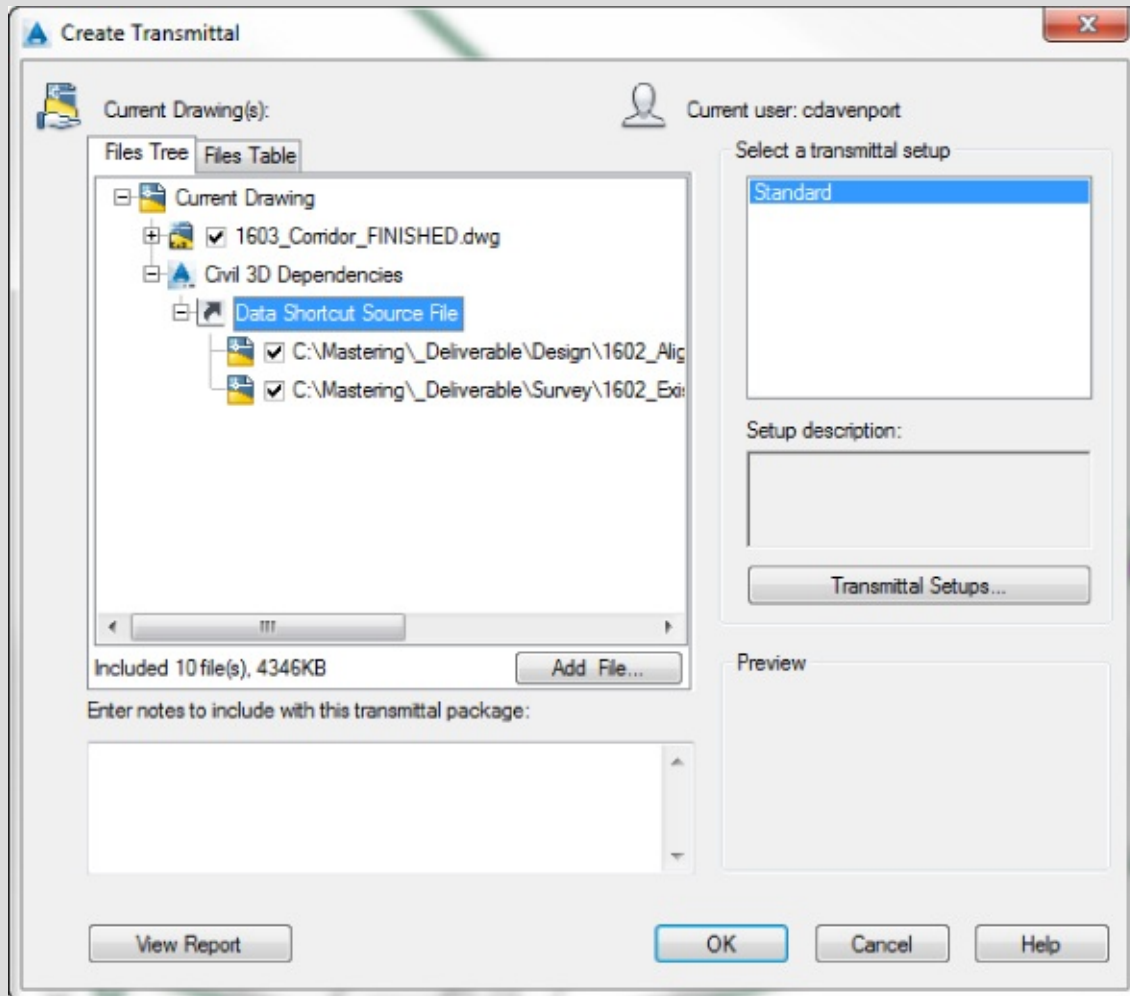 Create Transmittal
Current Drawing(s):
Current user: cdavenport
Files Tree
Files Table
Current Drawing
1603_Corridor_FINISHED.dwg
Civil 3D Dependencies
Data Shortcut Source File
C:\Mastering\_Deliverable\Design\1602_Alig
C:\Mastering\_Deliverable\Survey\1602_Exi
Included 10 file(s), 4346KB
Add File...
Enter notes to include with this transmittal package:
Select a transmittal setup
Standard
Setup description:
Transmittal Setups...
Preview
View Report
OK
Cancel
Help